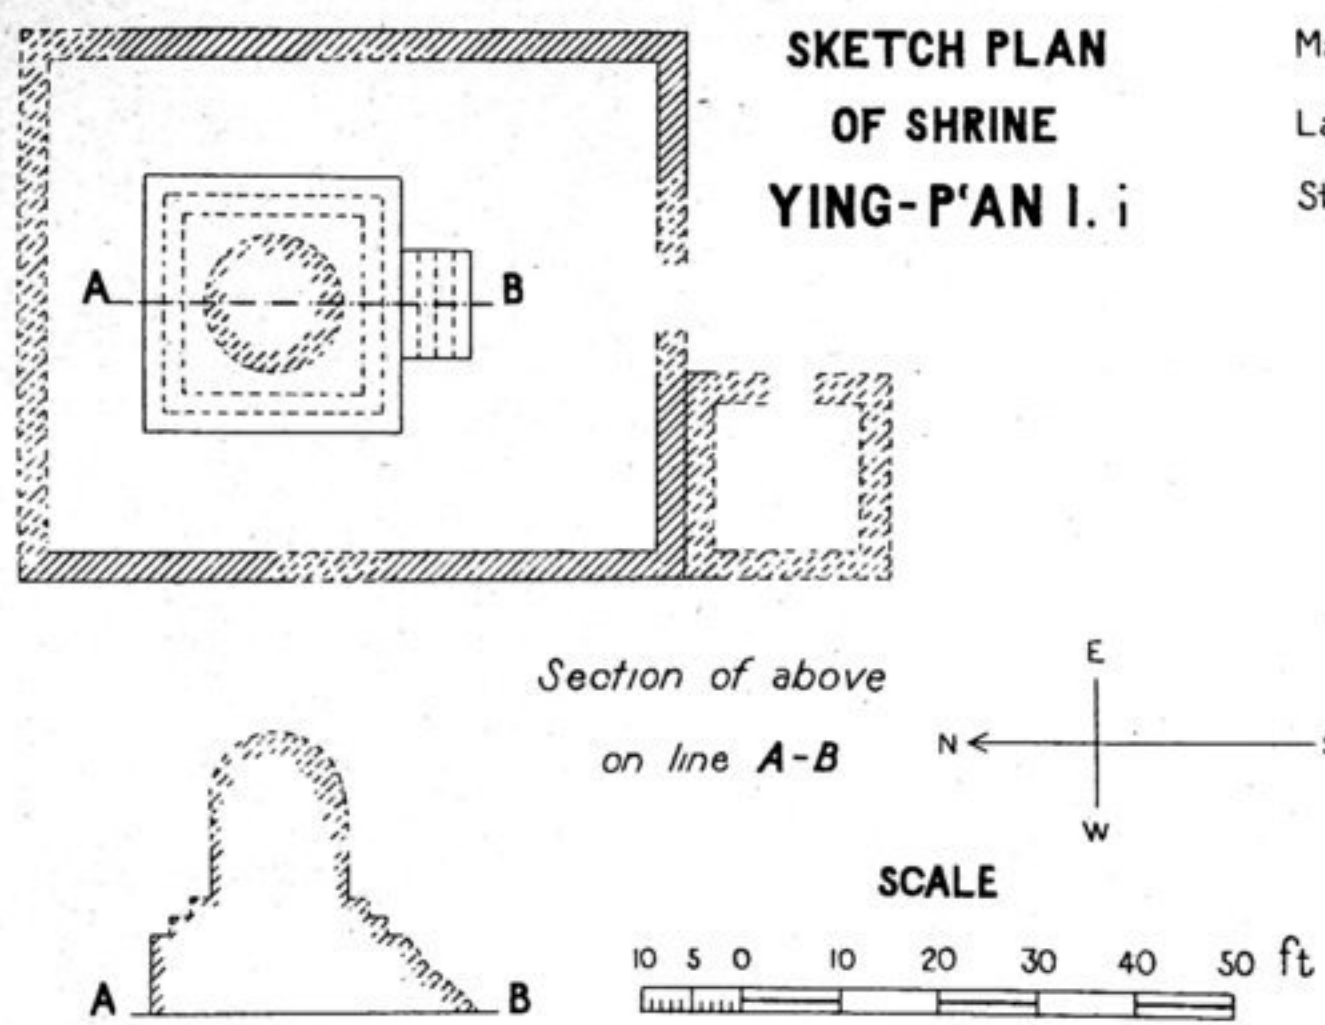 SKETCH PLAN
OF SHRINE
YING-P‘AN I. i
A
B
Section of above
on line A-B
E
N
W
SCALE
10 5 0 10 20 30 40 50 ft
A
B